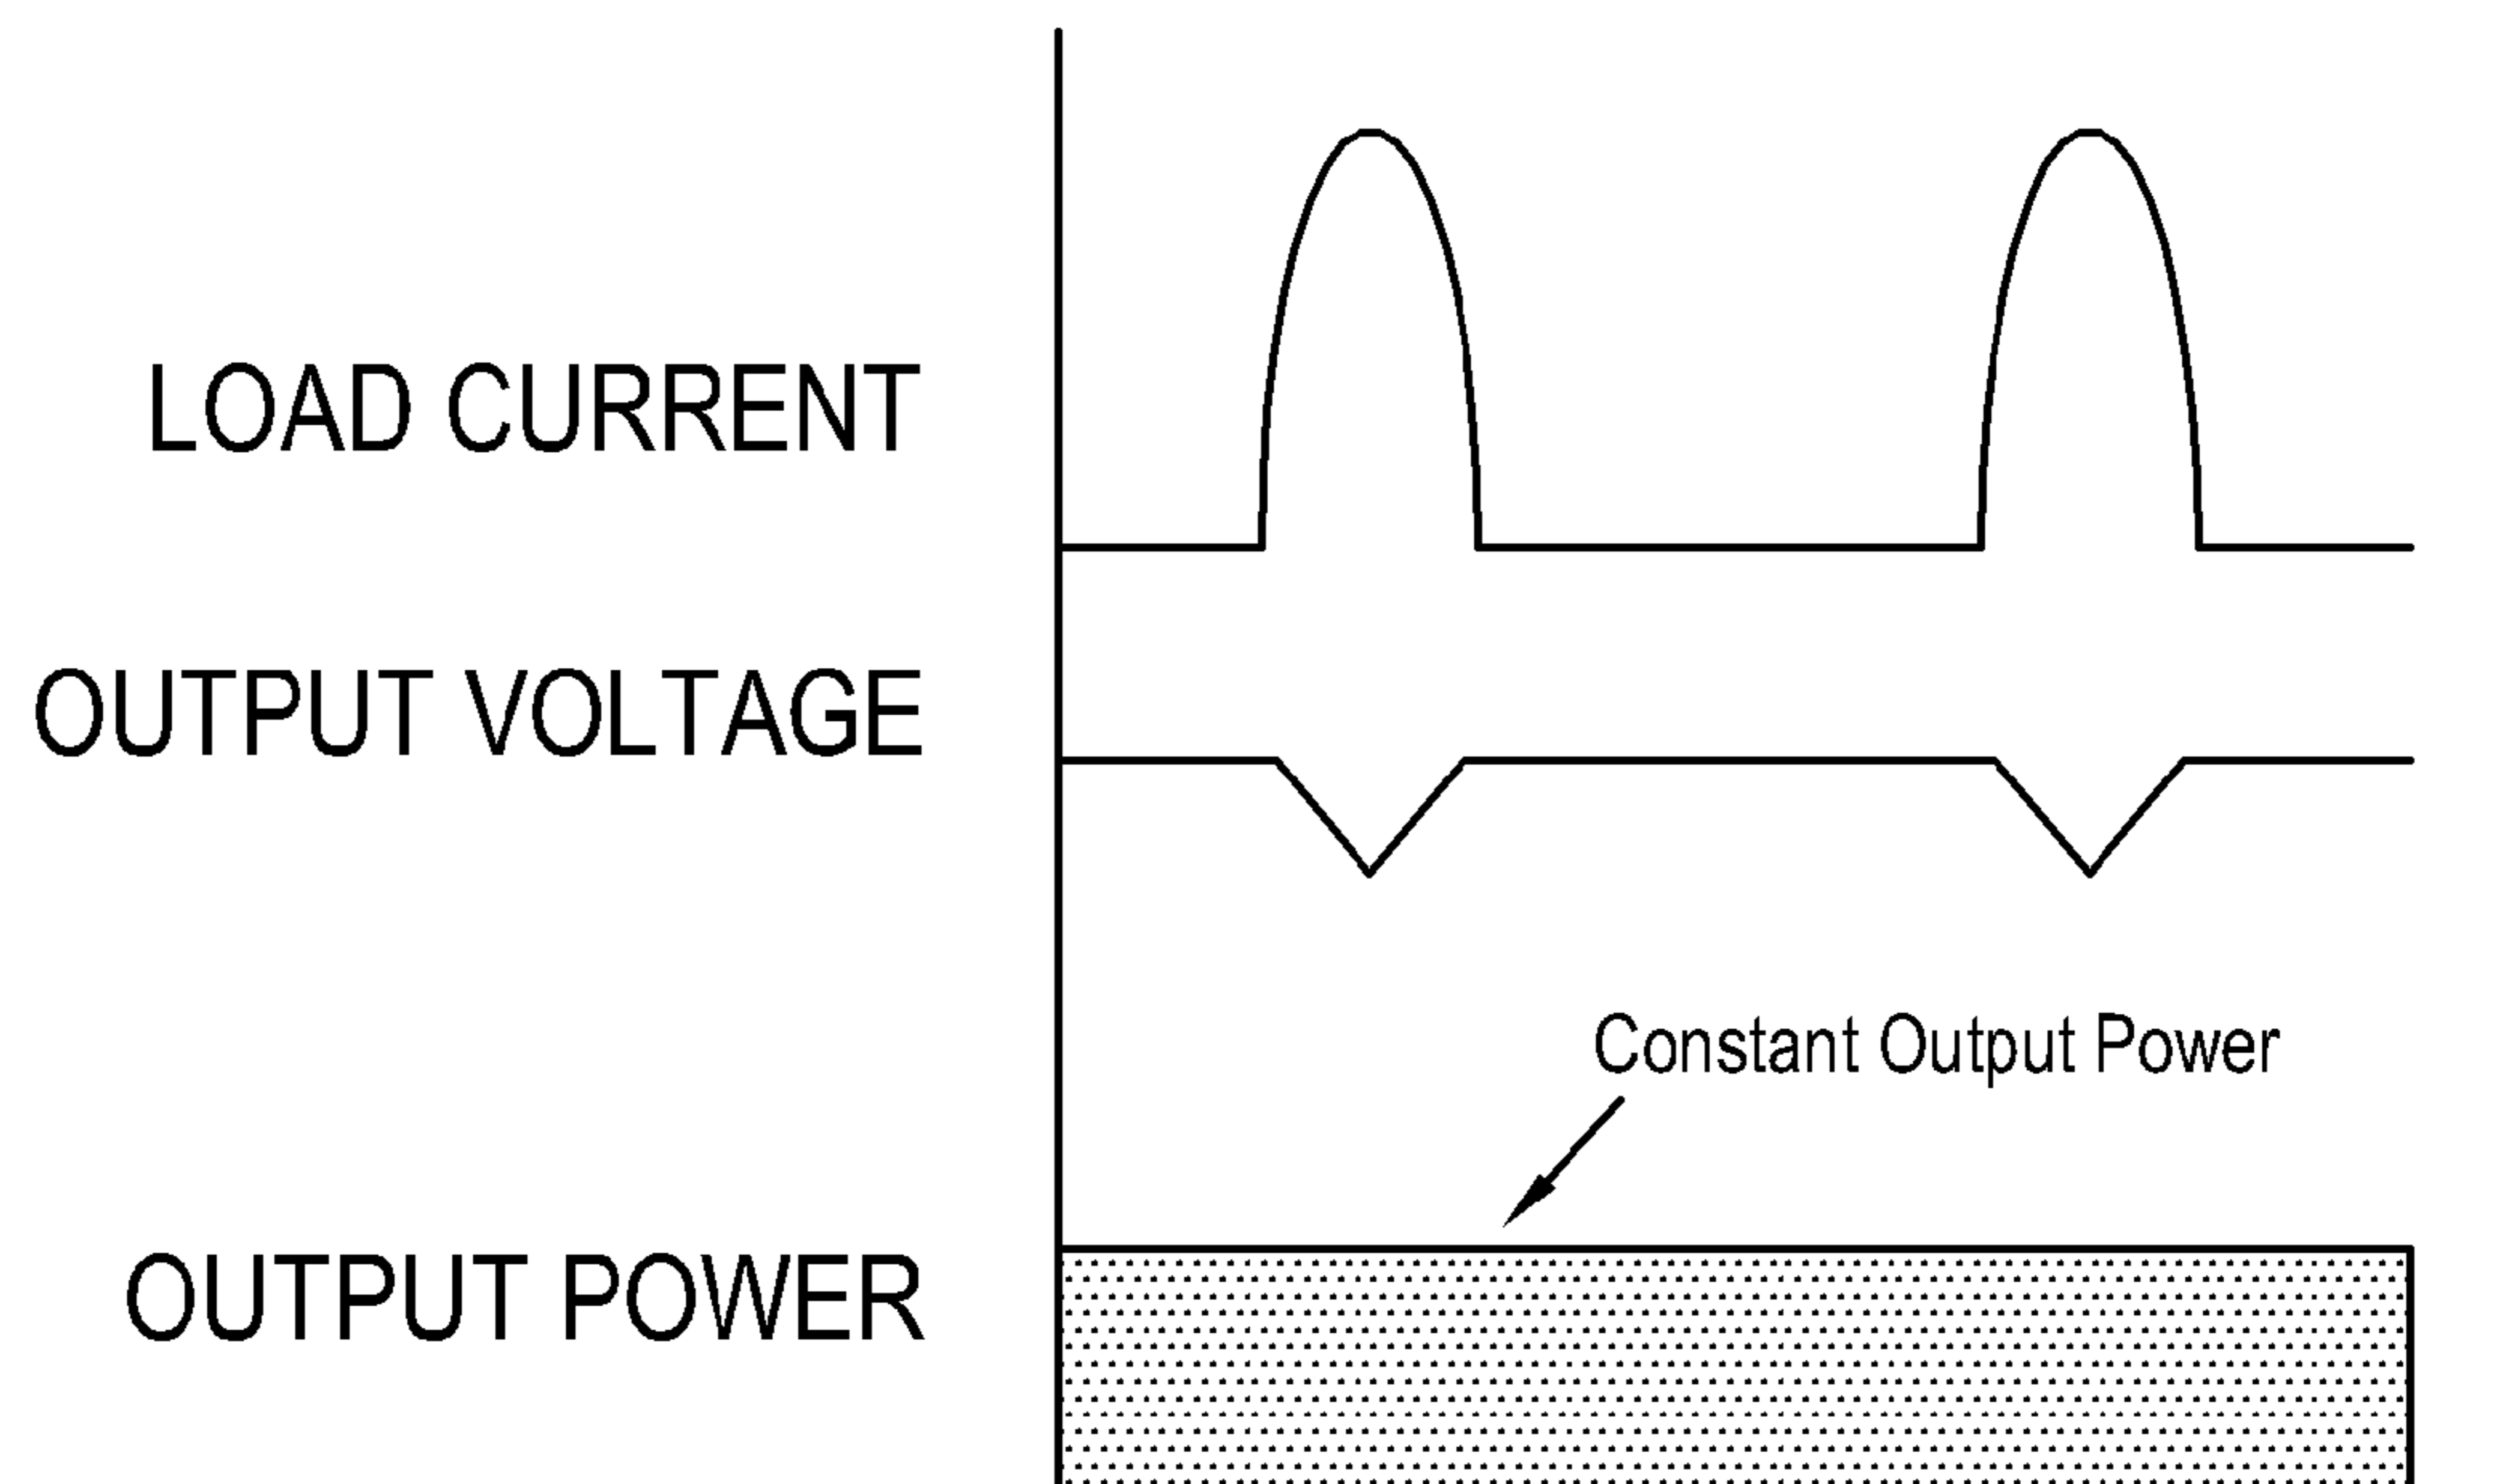 LOAD CURRENT
OUTPUT VOLTAGE
Constant Output Power
OUTPUT POWER